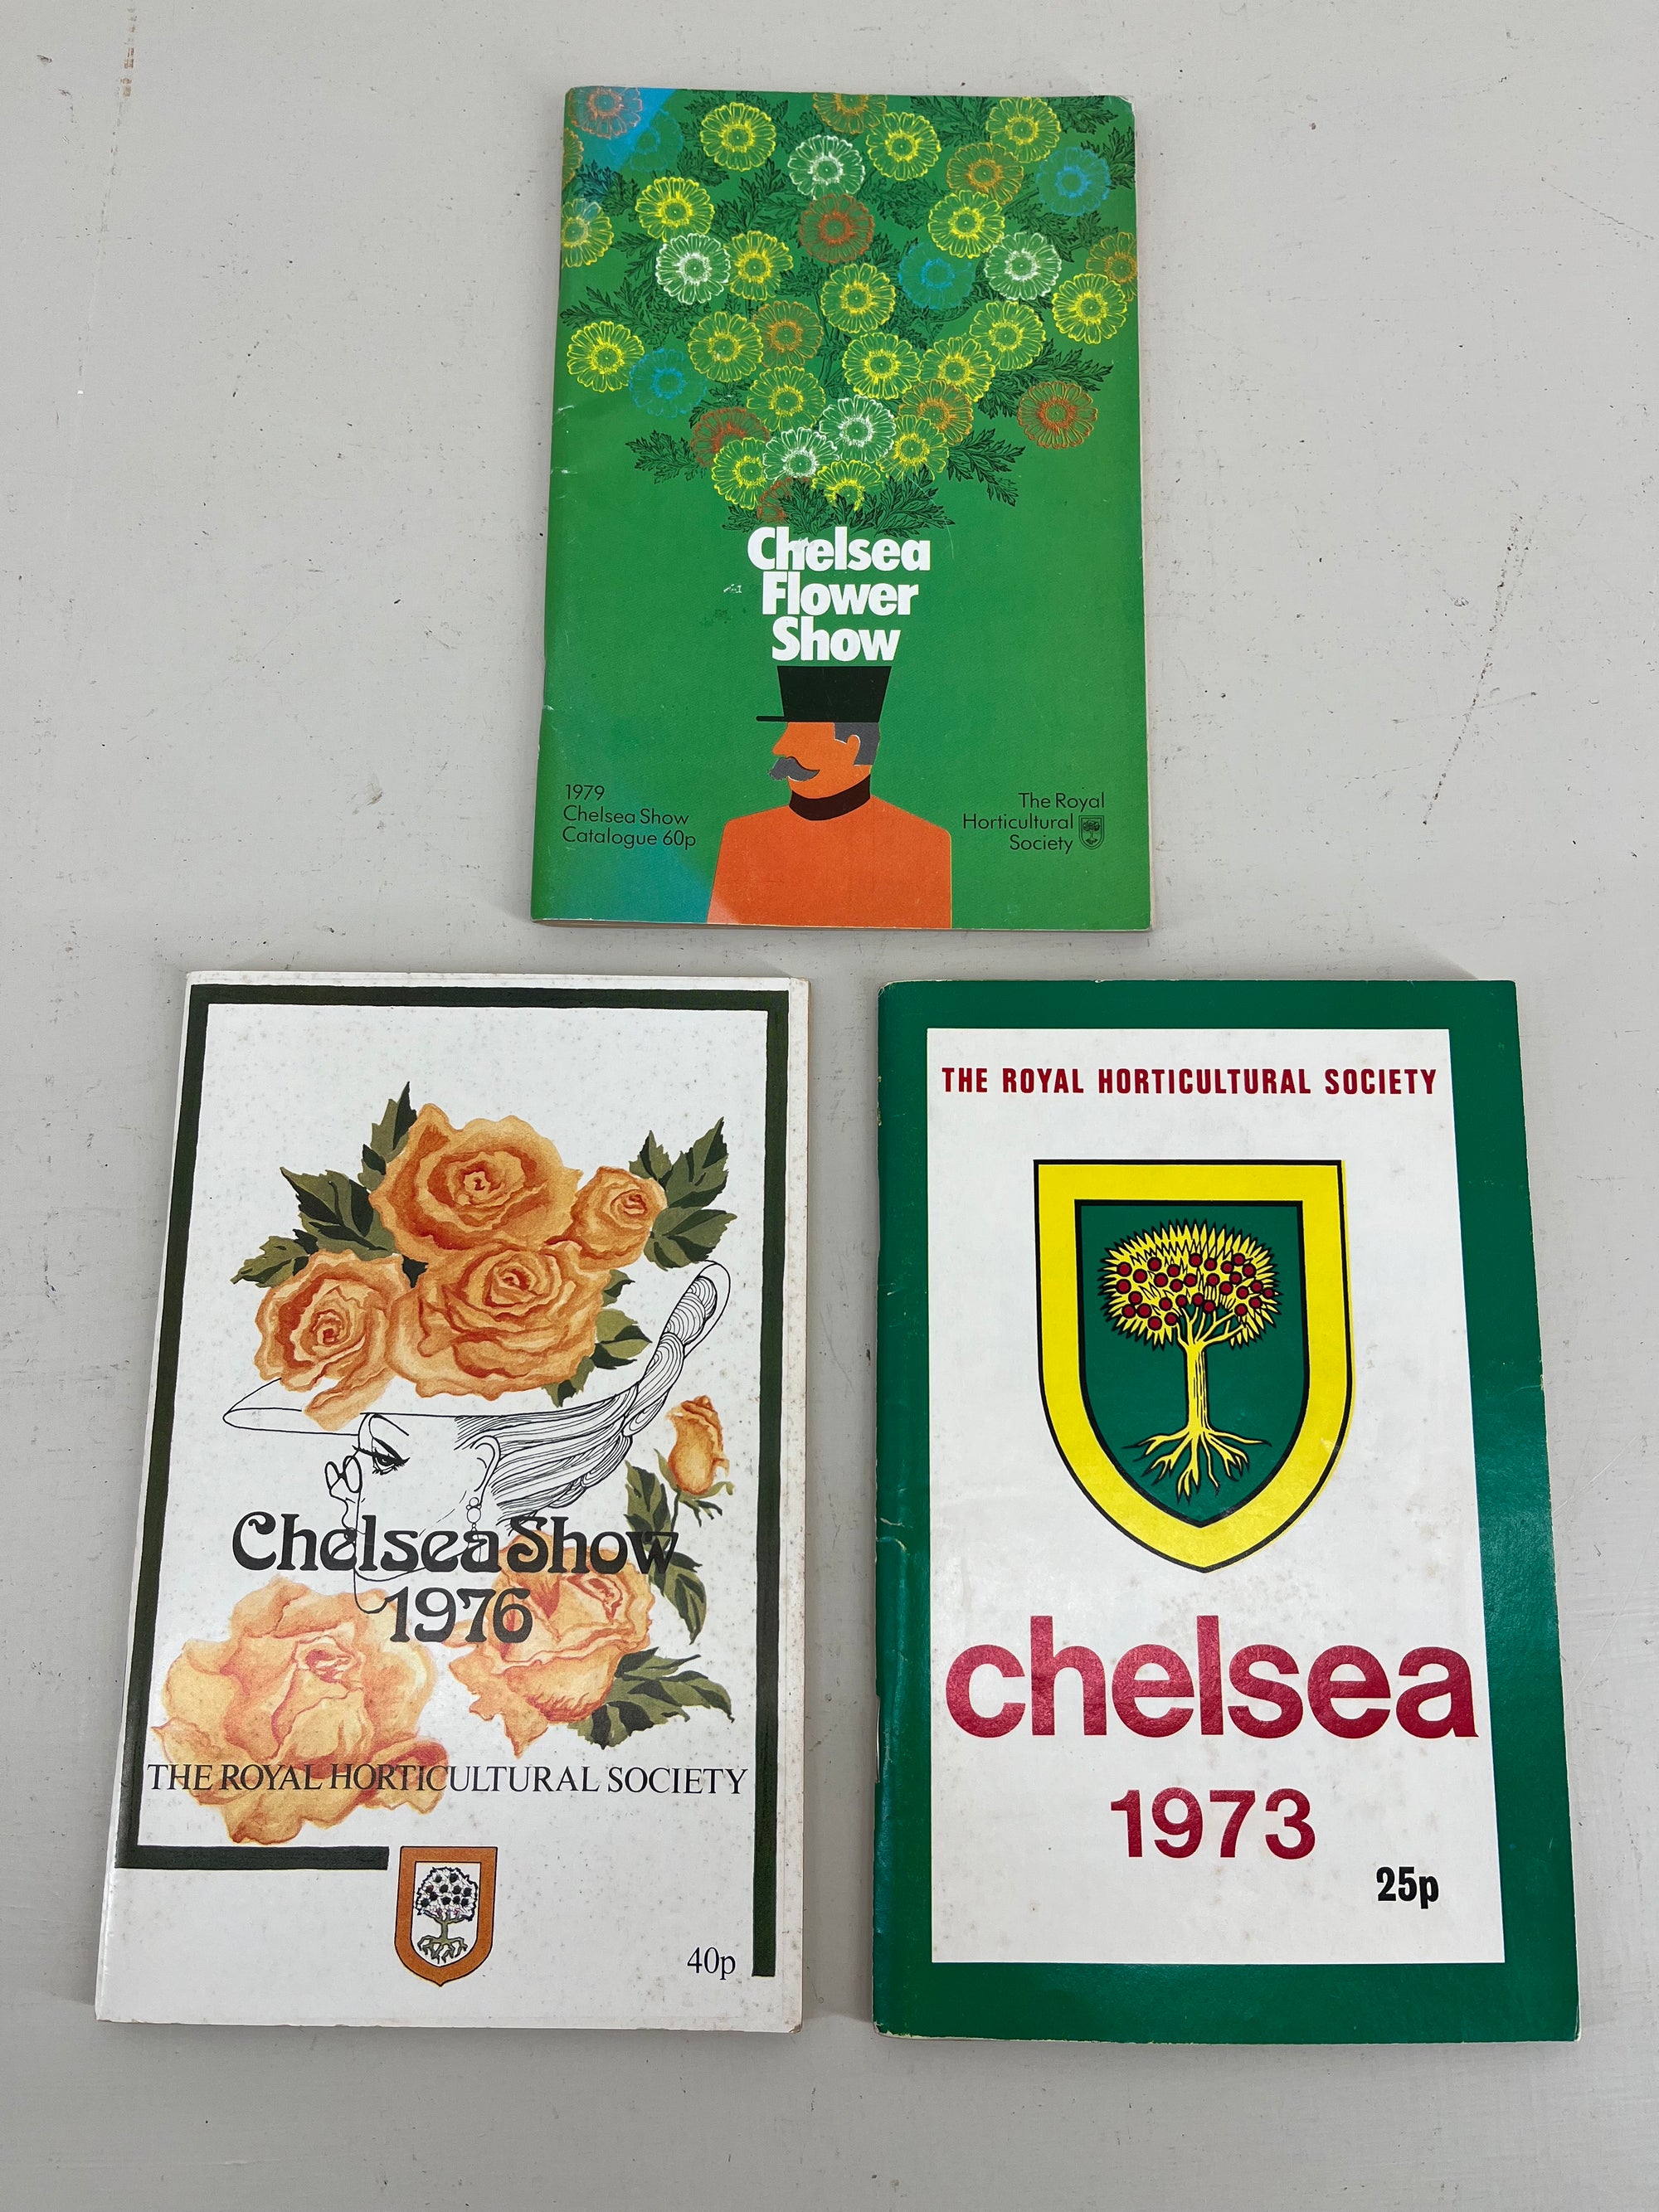 Chelsea
Flower
Show
1979
Chelsea Show
Catalogue 60p
The Royal
Horticultural
Society
Chelsea Show
1976
THE ROYAL HORTICULTURAL SOCIETY
40p
THE ROYAL HORTICULTURAL SOCIETY
chelsea
1973
25p